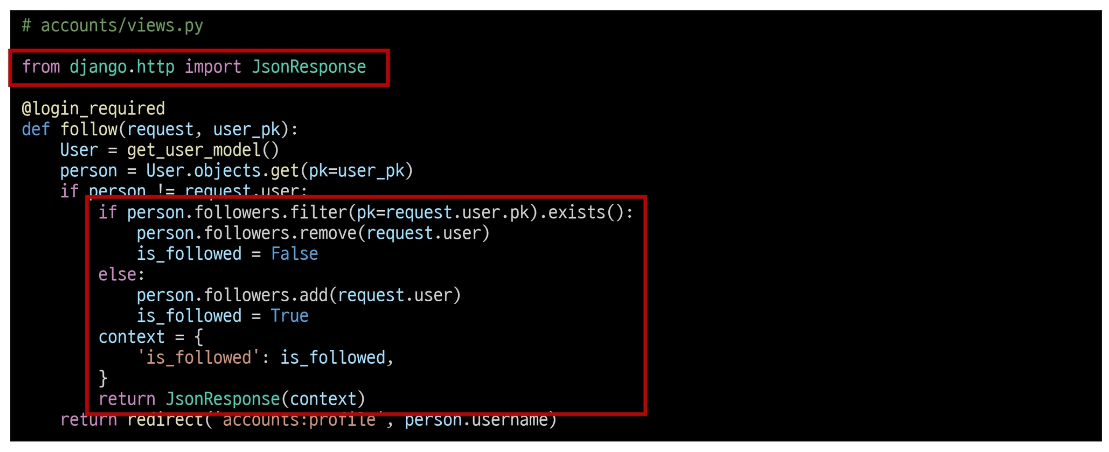 # accounts/views.py
from django.http import JsonResponse
@login_required
def follow(request, user_pk):
    User = get_user_model()
    person = User.objects.get(pk=user_pk)
    if person != request.user:
        if person.followers.filter(pk=request.user.pk).exists():
            person.followers.remove(request.user)
            is_followed = False
        else:
            person.followers.add(request.user)
            is_followed = True
        context = {
            'is_followed': is_followed,
        }
        return JsonResponse(context)
    return redirect('accounts:profile', person.username)